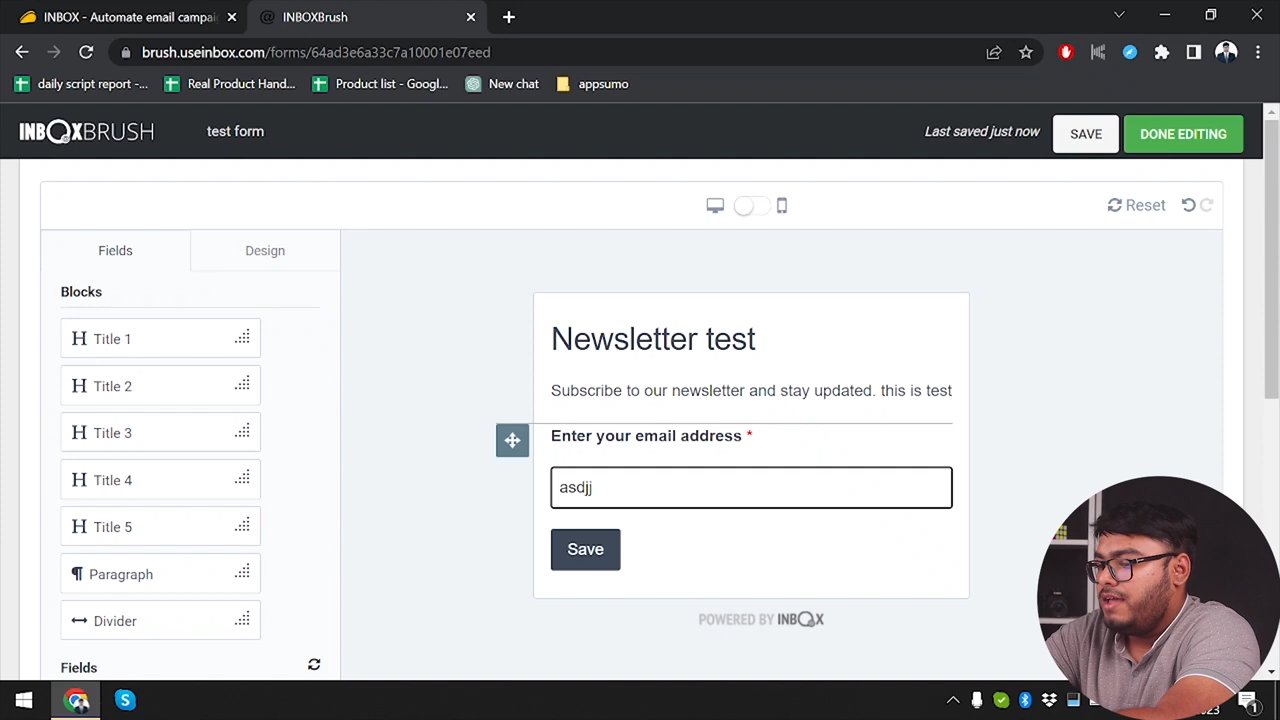 INBOX - Automate email campai
INBOXBrush
brush.useinbox.com/forms/64ad3e6a33c7a10001e07eed
daily script report -...
Real Product Hand...
Product list - Googl...
New chat
appsumo
INBOXBRUSH
test form
Last saved just now
SAVE
DONE EDITING
Reset
Fields
Design
Blocks
H Title 1
H Title 2
H Title 3
H Title 4
H Title 5
¶ Paragraph
Divider
Fields
Newsletter test
Subscribe to our newsletter and stay updated. this is test
Enter your email address *
asdjj
Save
POWERED BY INBOX
1